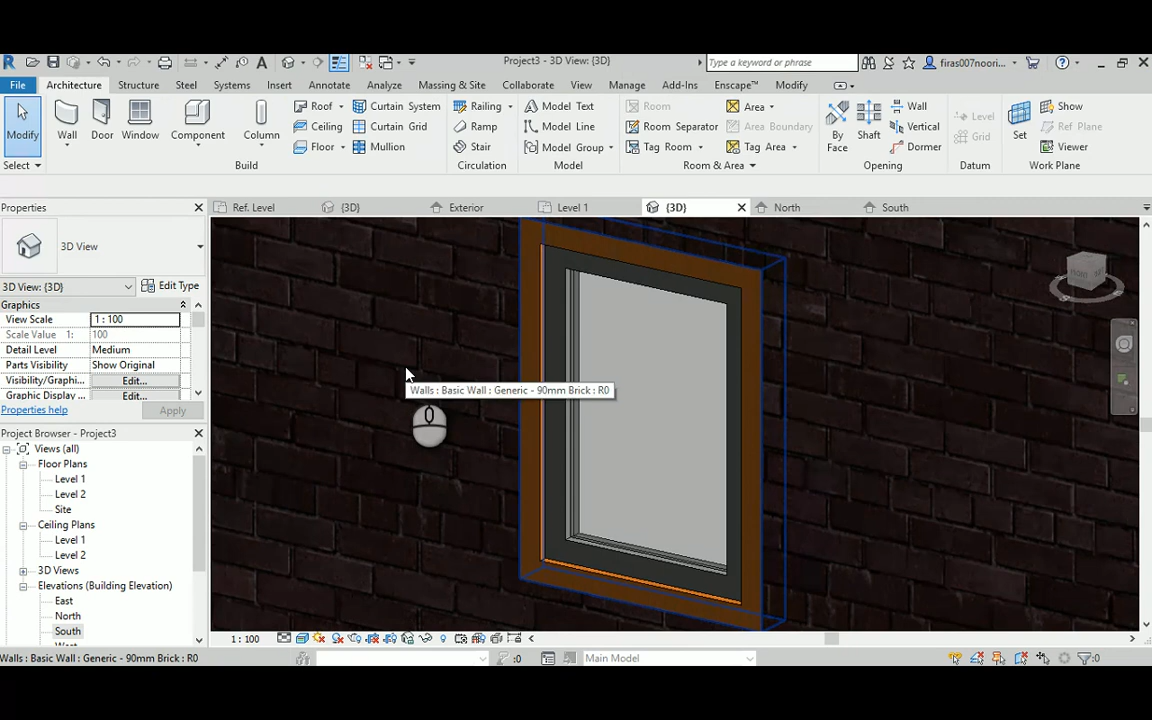 Project3 - 3D View: {3D}
Type a keyword or phrase
firas007noori...
File Architecture Structure Steel Systems Insert Annotate Analyze Massing & Site Collaborate View Manage Add-Ins Enscape™ Modify
Modify Wall Door Window Component Column
Roof Curtain System Railing Model Text Room Area Wall Show
Ceiling Curtain Grid Ramp Model Line Room Separator Area Boundary Vertical Level Ref Plane
Floor Mullion Stair Model Group Tag Room Tag Area By Face Shaft Dormer Grid Set Viewer
Select Build Circulation Model Room & Area Opening Datum Work Plane
Properties Ref. Level {3D} Exterior Level 1 {3D} North South
3D View
3D View: {3D} Edit Type
Graphics
View Scale 1 : 100
Scale Value 1: 100
Detail Level Medium
Parts Visibility Show Original
Visibility/Graphi... Edit...
Graphic Display ... Edit...
Properties help Apply
Walls : Basic Wall : Generic - 90mm Brick : R0
Project Browser - Project3
Views (all)
Floor Plans
Level 1
Level 2
Site
Ceiling Plans
Level 1
Level 2
3D Views
Elevations (Building Elevation)
East
North
South
1 : 100
Walls : Basic Wall : Generic - 90mm Brick : R0 :0 Main Model :0